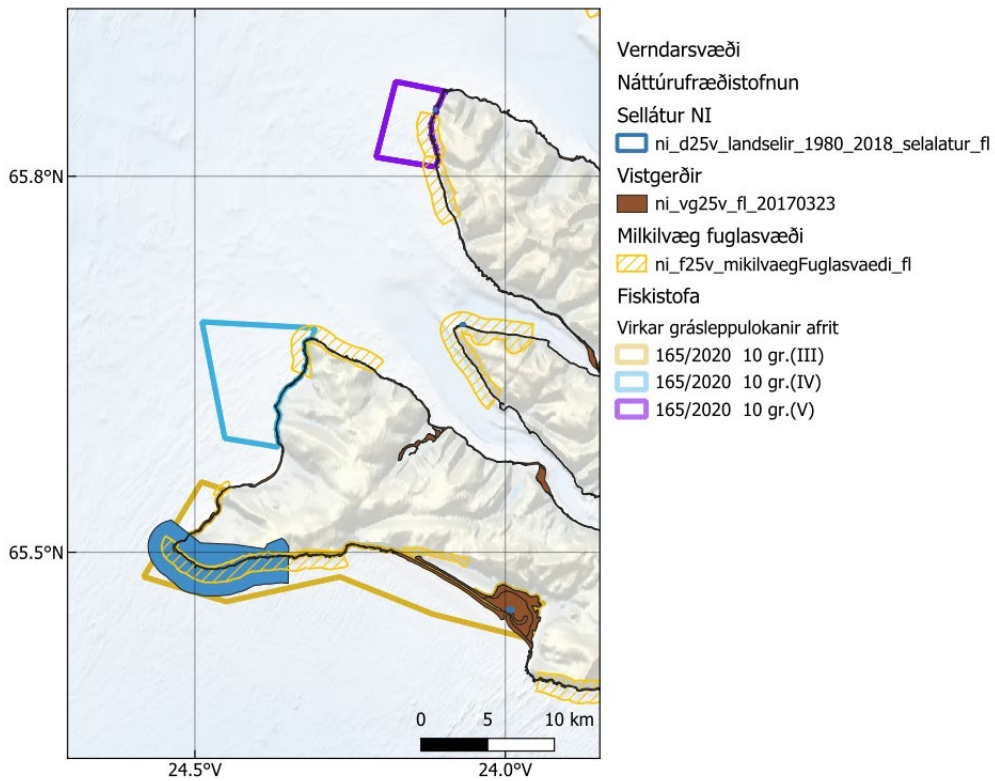 Verndarsvæði
Náttúrufræðistofnun
Sellátur NI
ni_d25v_landselir_1980_2018_selalatur_fl
Vistgerðir
ni_vg25v_fl_20170323
Milkilvæg fuglasvæði
ni_f25v_mikilvaegFuglasvaedi_fl
Fiskistofa
Virkar grásleppulokanir afrit
165/2020 10 gr.(III)
165/2020 10 gr.(IV)
165/2020 10 gr.(V)
65.8°N
65.5°N
0 5 10 km
24.5°V 24.0°V